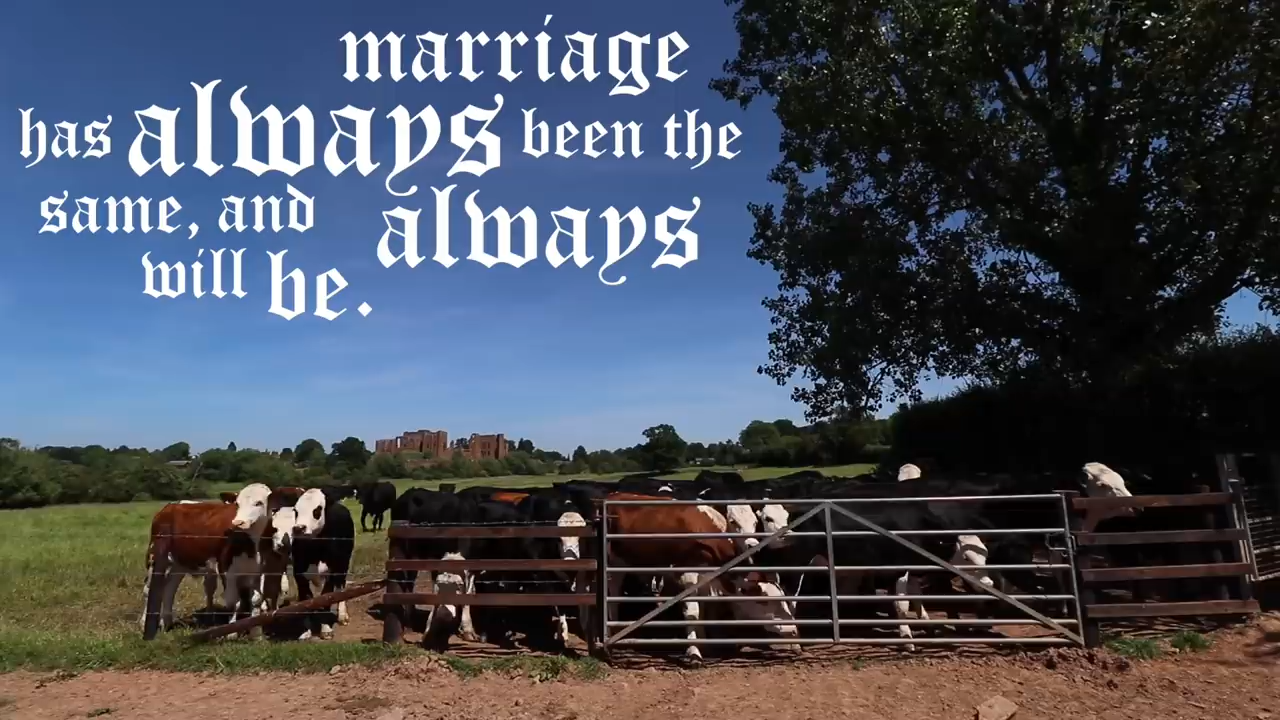 marriage
has always been the
same, and always
will be.